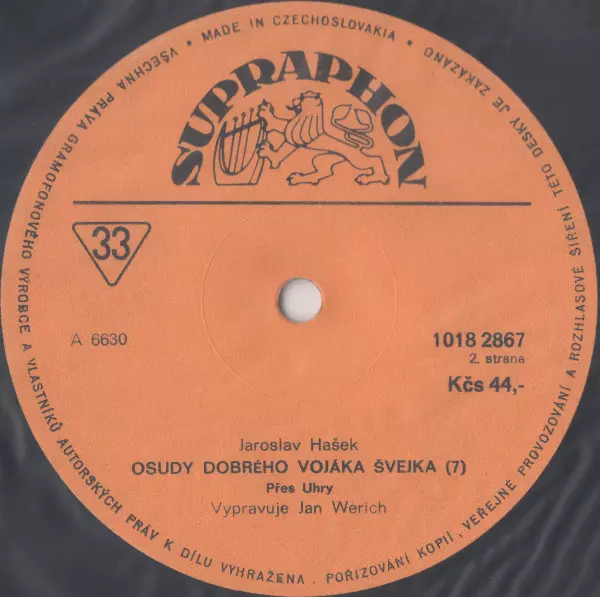 • MADE IN CZECHOSLOVAKIA •
VŠECHNA PRÁVA GRAMOFONOVÉHO VÝROBCE A VLASTNÍKŮ AUTORSKÝCH PRÁV K DÍLU VYHRAŽENA . POŘIZOVÁNÍ KOPIÍ, VEŘEJNÉ PROVOZOVÁNÍ A ROZHLASOVÉ ŠÍŘENÍ TÉTO DESKY JE ZAKÁZÁNO
SUPRAPHON
33
A 6630
1018 2867
2. strana
Kčs 44,-
Jaroslav Hašek
OSUDY DOBRÉHO VOJÁKA ŠVEJKA (7)
Přes Uhry
Vypravuje Jan Werich